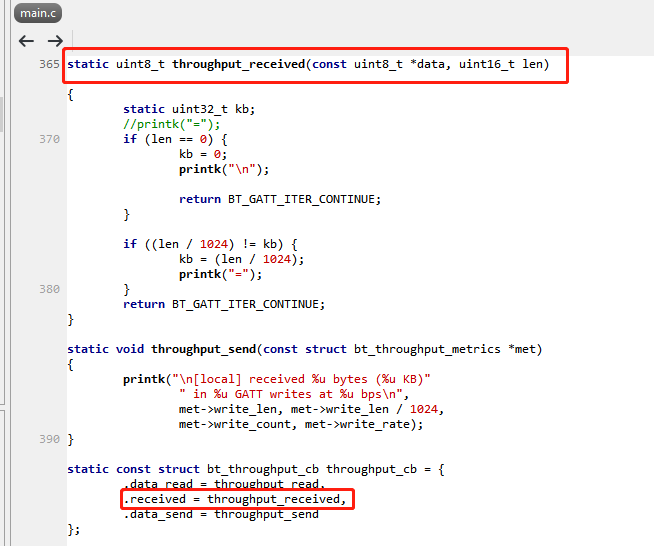 main.c
365 static uint8_t throughput_received(const uint8_t *data, uint16_t len)
{
static uint32_t kb;
//printk("=");
370 if (len == 0) {
kb = 0;
printk("\n");
return BT_GATT_ITER_CONTINUE;
}
if ((len / 1024) != kb) {
kb = (len / 1024);
printk("=");
380 }
return BT_GATT_ITER_CONTINUE;
}
static void throughput_send(const struct bt_throughput_metrics *met)
{
printk("\n[local] received %u bytes (%u KB)"
" in %u GATT writes at %u bps\n",
met->write_len, met->write_len / 1024,
met->write_count, met->write_rate);
390 }
static const struct bt_throughput_cb throughput_cb = {
.data_read = throughput_read,
.received = throughput_received,
.data_send = throughput_send
};